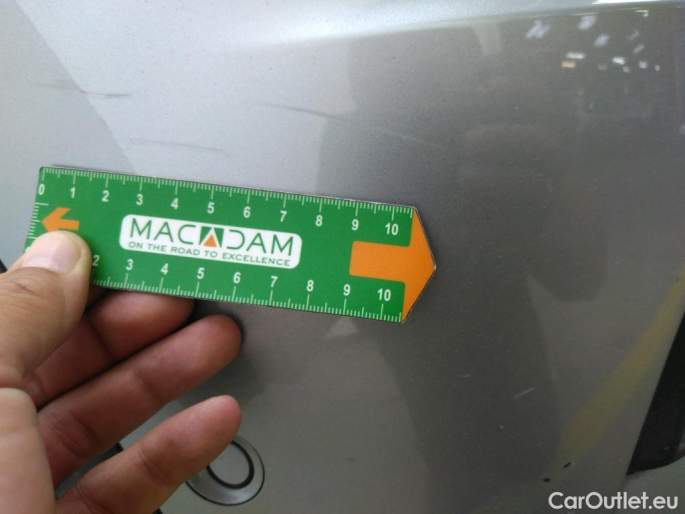 0 1 2 3 4 5 6 7 8 9 10
MACADAM
ON THE ROAD TO EXCELLENCE
2 3 4 5 6 7 8 9 10
CarOutlet.eu